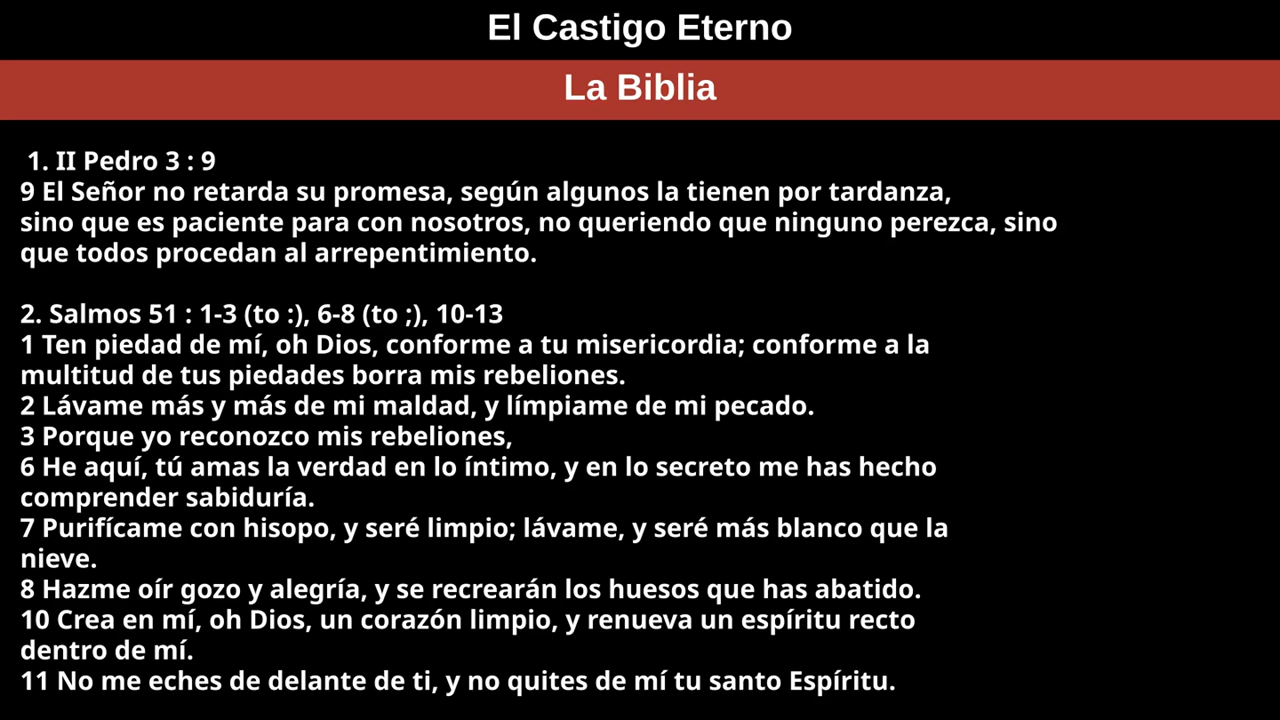 El Castigo Eterno
La Biblia
1. II Pedro 3 : 9
9 El Señor no retarda su promesa, según algunos la tienen por tardanza,
sino que es paciente para con nosotros, no queriendo que ninguno perezca, sino
que todos procedan al arrepentimiento.
2. Salmos 51 : 1-3 (to :), 6-8 (to ;), 10-13
1 Ten piedad de mí, oh Dios, conforme a tu misericordia; conforme a la
multitud de tus piedades borra mis rebeliones.
2 Lávame más y más de mi maldad, y límpiame de mi pecado.
3 Porque yo reconozco mis rebeliones,
6 He aquí, tú amas la verdad en lo íntimo, y en lo secreto me has hecho
comprender sabiduría.
7 Purifícame con hisopo, y seré limpio; lávame, y seré más blanco que la
nieve.
8 Hazme oír gozo y alegría, y se recrearán los huesos que has abatido.
10 Crea en mí, oh Dios, un corazón limpio, y renueva un espíritu recto
dentro de mí.
11 No me eches de delante de ti, y no quites de mí tu santo Espíritu.